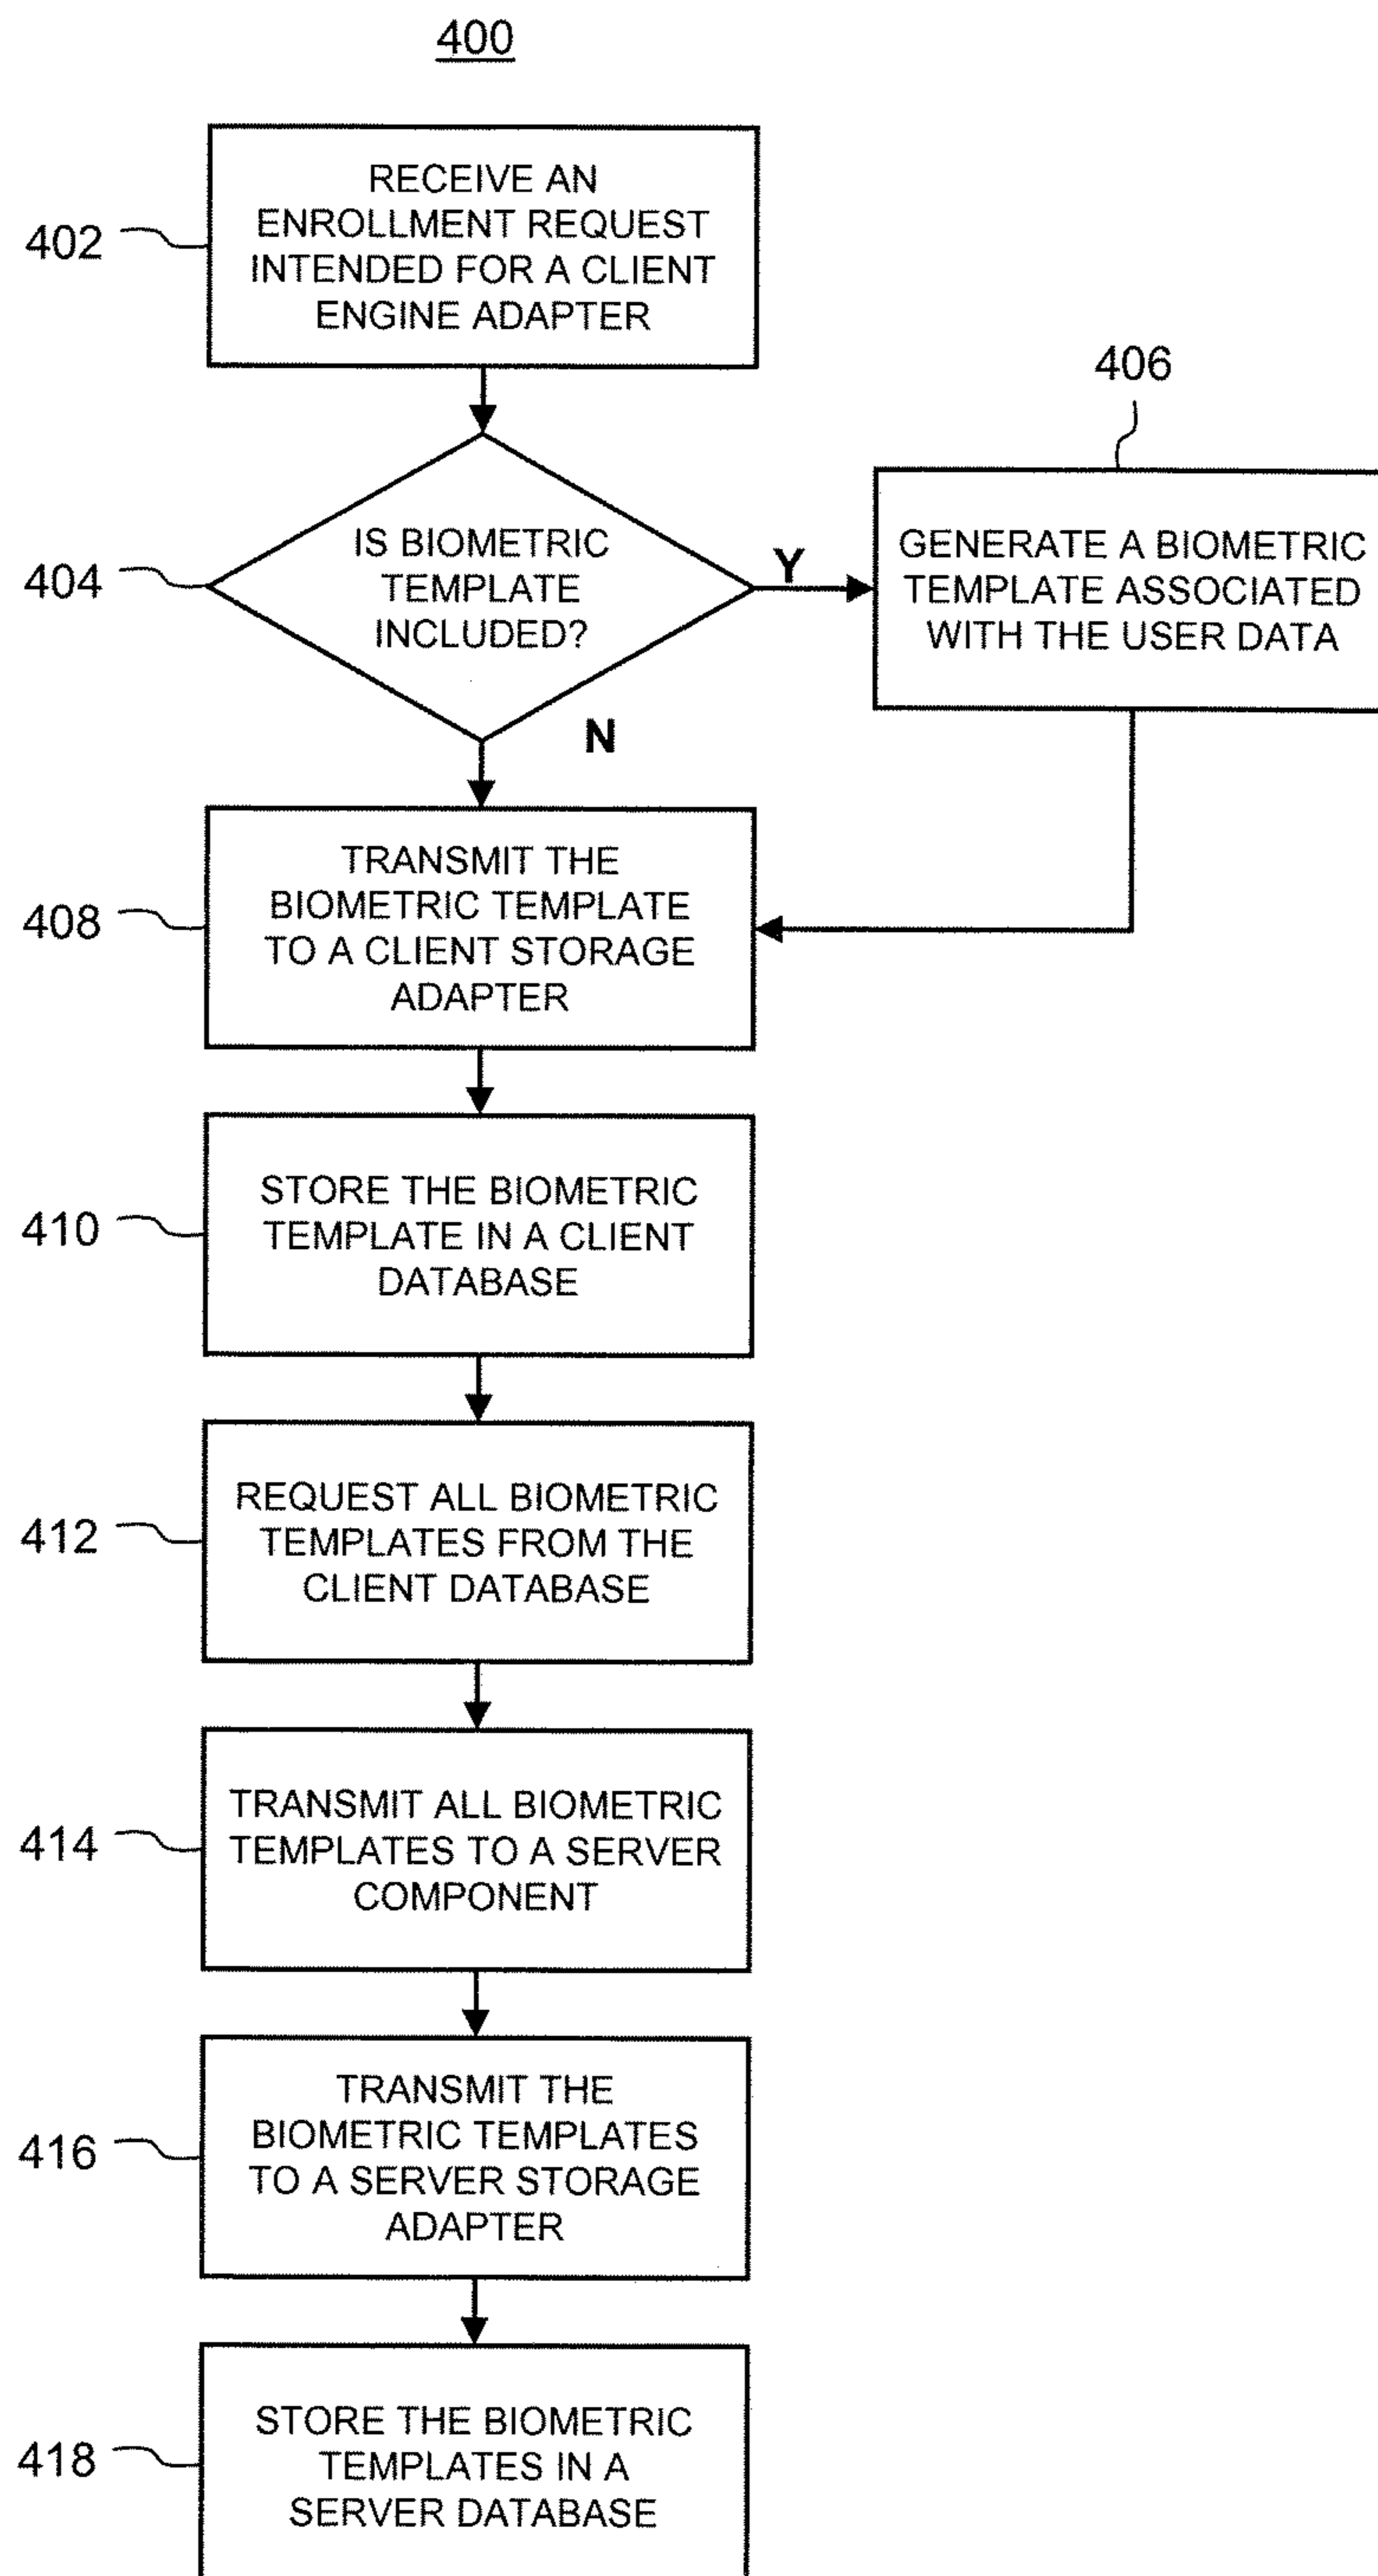 400
402
RECEIVE AN
ENROLLMENT REQUEST
INTENDED FOR A CLIENT
ENGINE ADAPTER
404
IS BIOMETRIC
TEMPLATE
INCLUDED?
Y
N
406
GENERATE A BIOMETRIC
TEMPLATE ASSOCIATED
WITH THE USER DATA
408
TRANSMIT THE
BIOMETRIC TEMPLATE
TO A CLIENT STORAGE
ADAPTER
410
STORE THE BIOMETRIC
TEMPLATE IN A CLIENT
DATABASE
412
REQUEST ALL BIOMETRIC
TEMPLATES FROM THE
CLIENT DATABASE
414
TRANSMIT ALL BIOMETRIC
TEMPLATES TO A SERVER
COMPONENT
416
TRANSMIT THE
BIOMETRIC TEMPLATES
TO A SERVER STORAGE
ADAPTER
418
STORE THE BIOMETRIC
TEMPLATES IN A
SERVER DATABASE